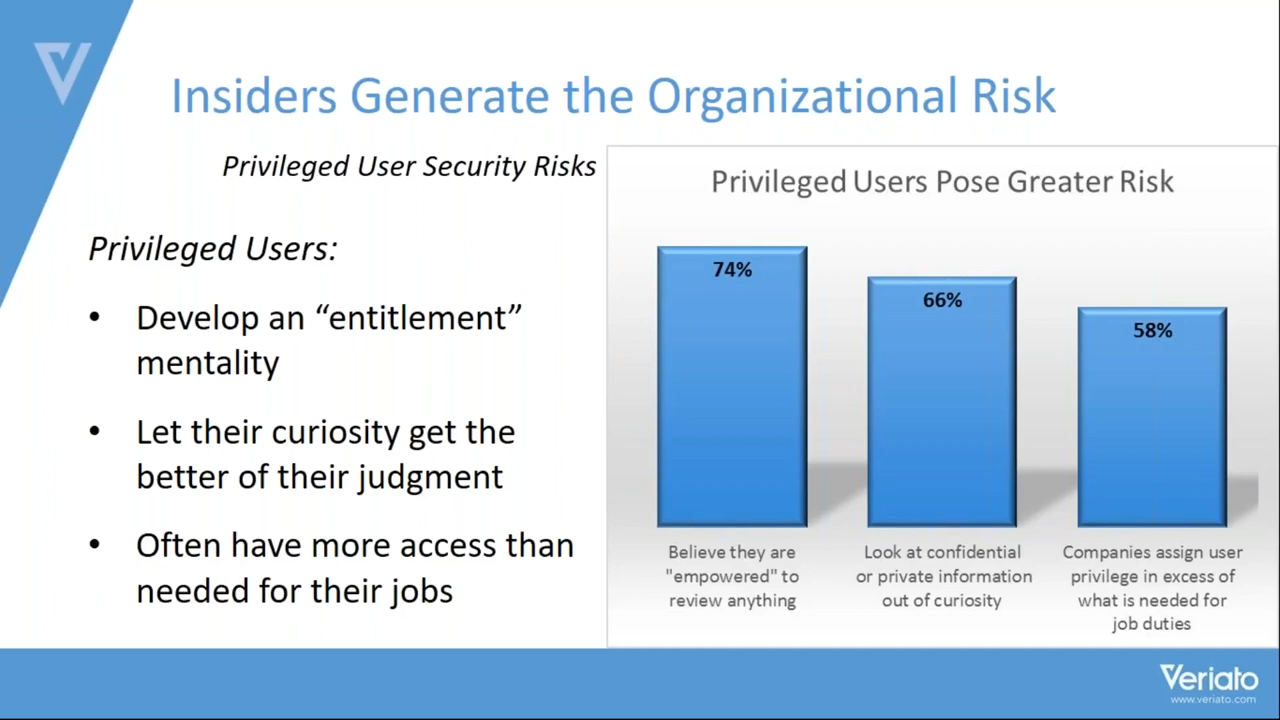 Insiders Generate the Organizational Risk
Privileged User Security Risks
Privileged Users:
• Develop an “entitlement”
mentality
• Let their curiosity get the
better of their judgment
• Often have more access than
needed for their jobs
Privileged Users Pose Greater Risk
74%
66%
58%
Believe they are
"empowered" to
review anything
Look at confidential
or private information
out of curiosity
Companies assign user
privilege in excess of
what is needed for
job duties
Veriato
www.veriato.com